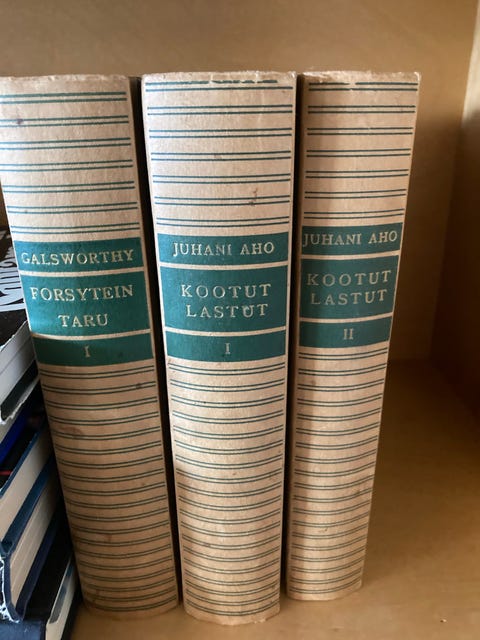 GALSWORTHY
FORSYTEIN
TARU
I
JUHANI AHO
KOOTUT
LASTUT
I
JUHANI AHO
KOOTUT
LASTUT
II